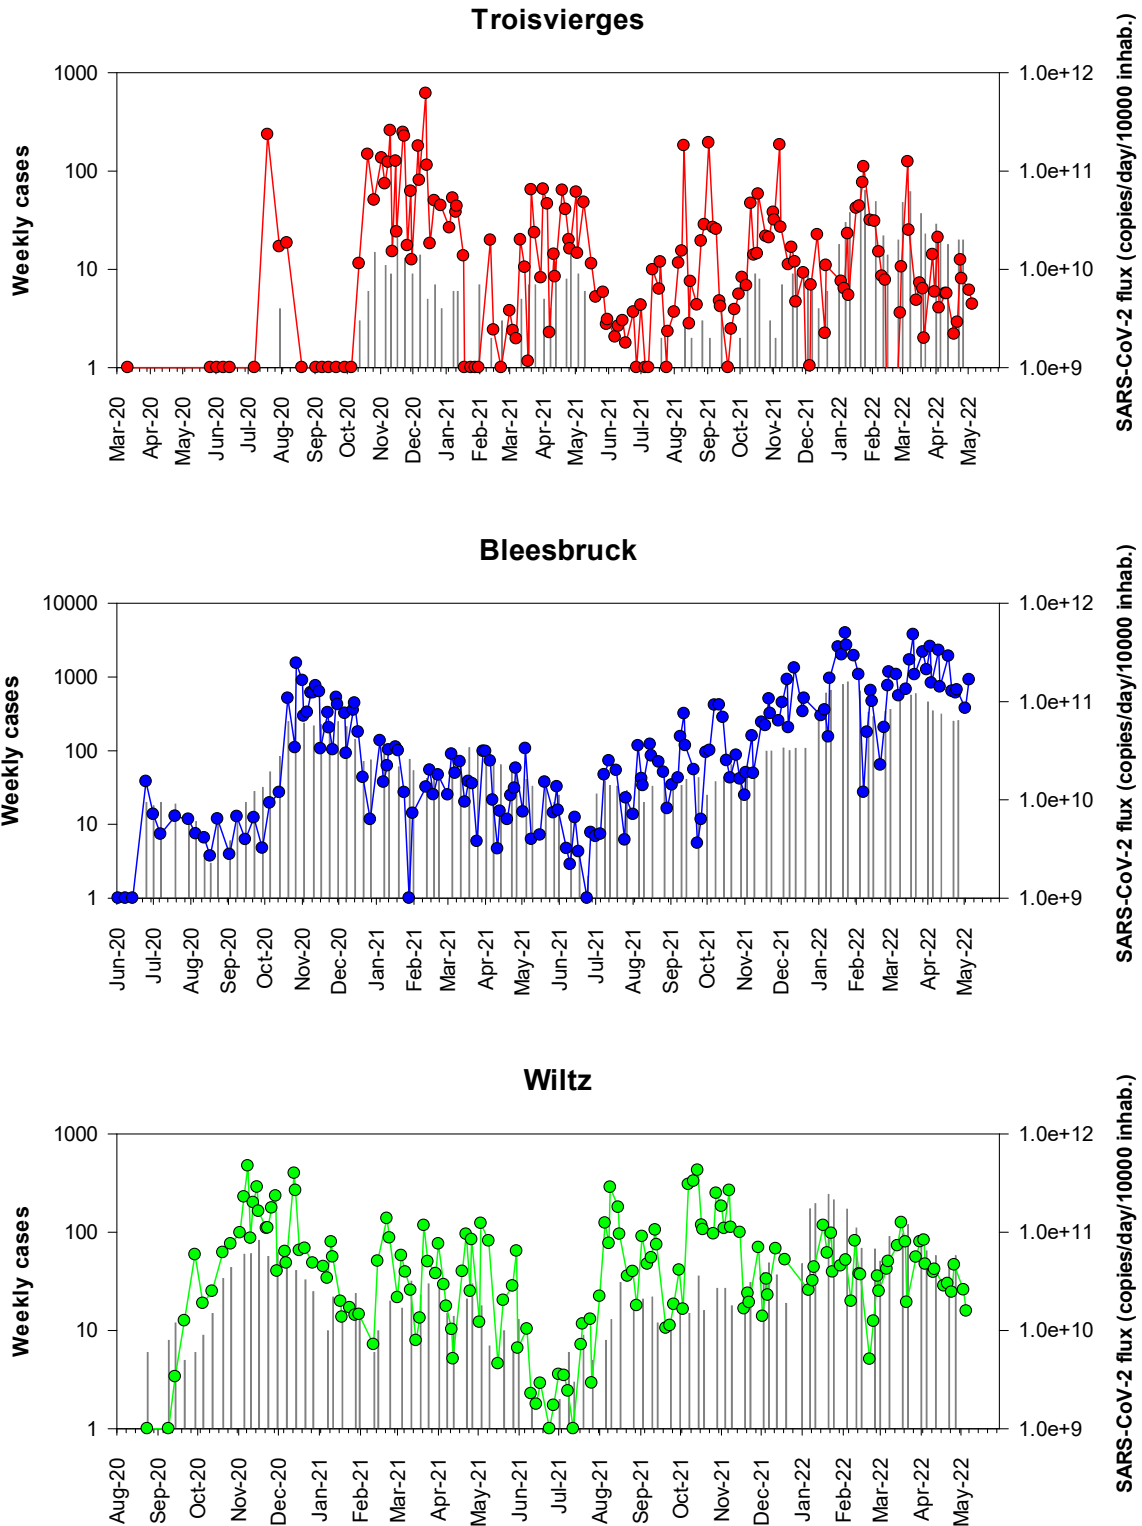 Troisvierges
Weekly cases
1000
100
10
1
1.0e+12
1.0e+11
1.0e+10
1.0e+9
SARS-CoV-2 flux (copies/day/10000 inhab.)
Mar-20
Apr-20
May-20
Jun-20
Jul-20
Aug-20
Sep-20
Oct-20
Nov-20
Dec-20
Jan-21
Feb-21
Mar-21
Apr-21
May-21
Jun-21
Jul-21
Aug-21
Sep-21
Oct-21
Nov-21
Dec-21
Jan-22
Feb-22
Mar-22
Apr-22
May-22
Bleesbruck
Weekly cases
10000
1000
100
10
1
1.0e+12
1.0e+11
1.0e+10
1.0e+9
SARS-CoV-2 flux (copies/day/10000 inhab.)
Jun-20
Jul-20
Aug-20
Sep-20
Oct-20
Nov-20
Dec-20
Jan-21
Feb-21
Mar-21
Apr-21
May-21
Jun-21
Jul-21
Aug-21
Sep-21
Oct-21
Nov-21
Dec-21
Jan-22
Feb-22
Mar-22
Apr-22
May-22
Wiltz
Weekly cases
1000
100
10
1
1.0e+12
1.0e+11
1.0e+10
1.0e+9
SARS-CoV-2 flux (copies/day/10000 inhab.)
Aug-20
Sep-20
Oct-20
Nov-20
Dec-20
Jan-21
Feb-21
Mar-21
Apr-21
May-21
Jun-21
Jul-21
Aug-21
Sep-21
Oct-21
Nov-21
Dec-21
Jan-22
Feb-22
Mar-22
Apr-22
May-22